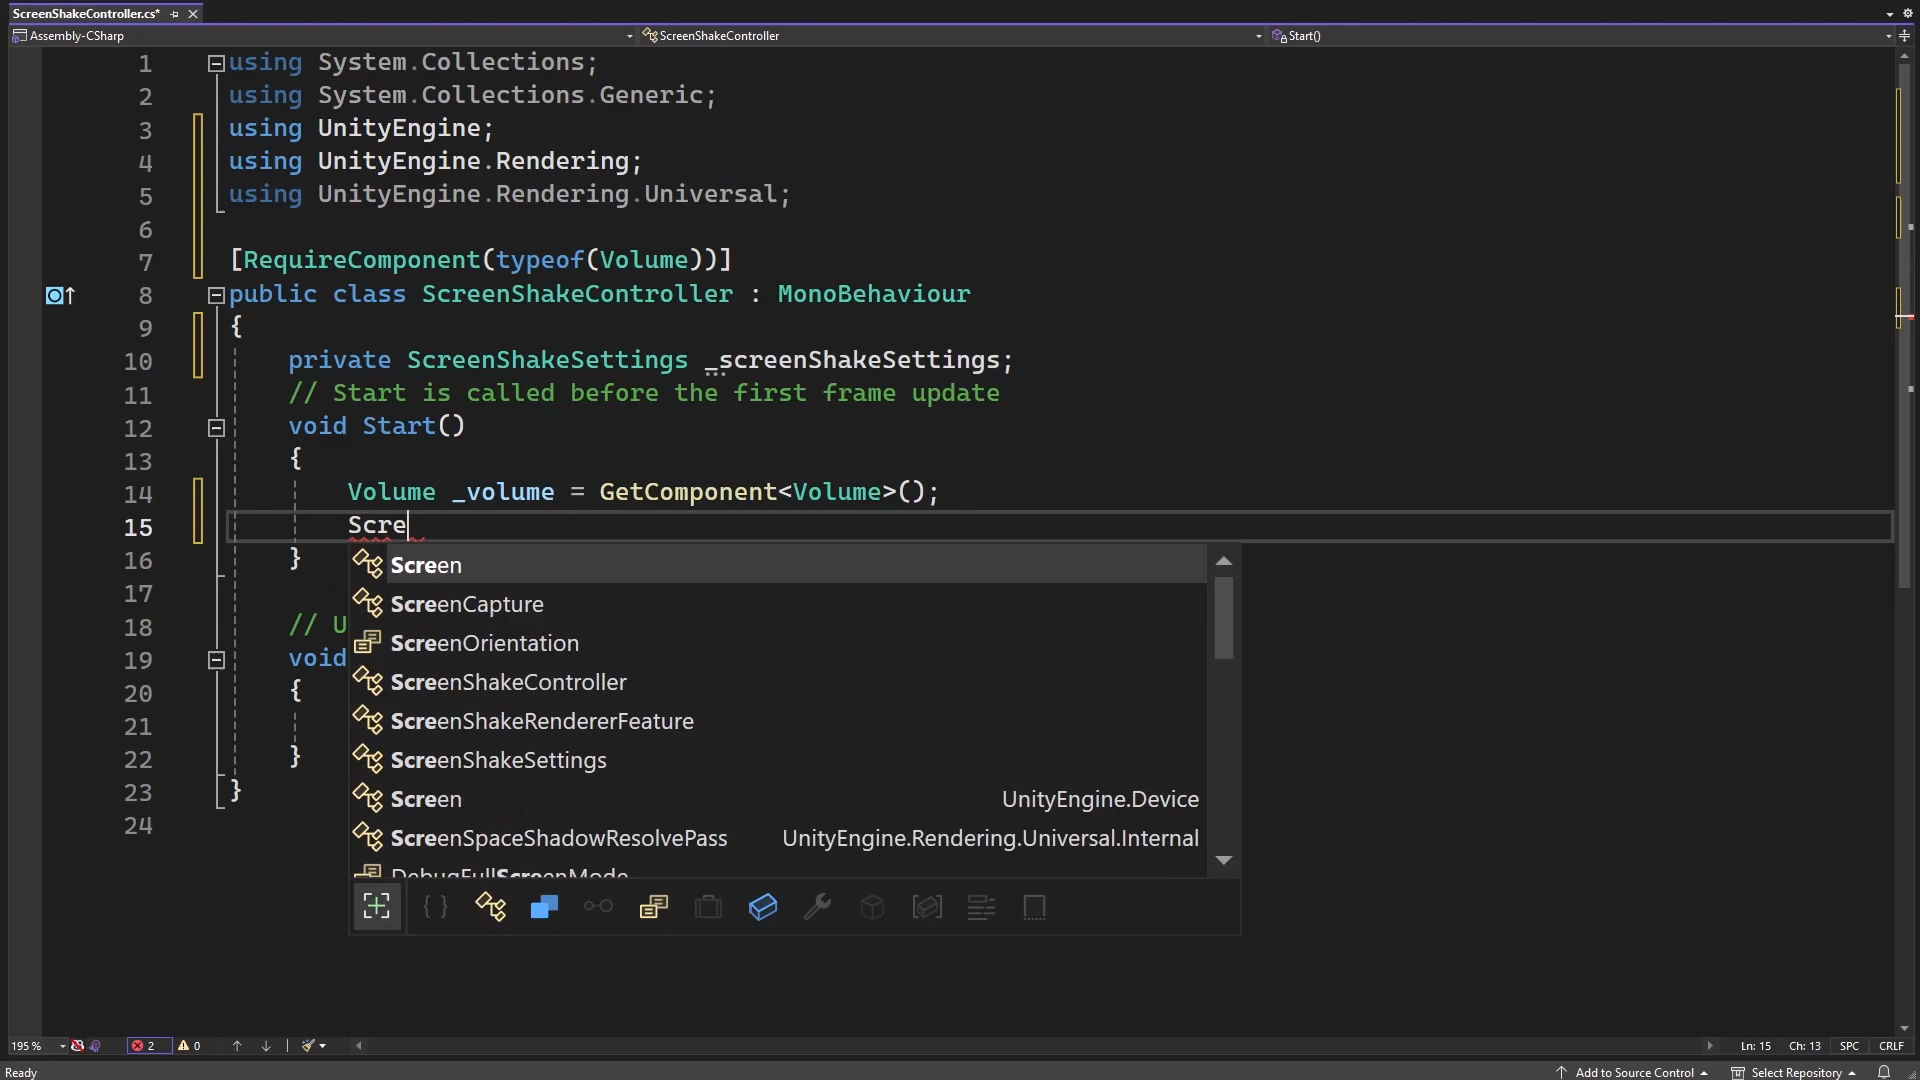 ScreenShakeController.cs*
Assembly-CSharp ScreenShakeController Start()
1 using System.Collections;
2 using System.Collections.Generic;
3 using UnityEngine;
4 using UnityEngine.Rendering;
5 using UnityEngine.Rendering.Universal;
6
7 [RequireComponent(typeof(Volume))]
8 public class ScreenShakeController : MonoBehaviour
9 {
10 private ScreenShakeSettings _screenShakeSettings;
11 // Start is called before the first frame update
12 void Start()
13 {
14 Volume _volume = GetComponent<Volume>();
15 Scre
16 }
17
18 // U
19 void
20 {
21
22 }
23 }
24
Screen
ScreenCapture
ScreenOrientation
ScreenShakeController
ScreenShakeRendererFeature
ScreenShakeSettings
Screen UnityEngine.Device
ScreenSpaceShadowResolvePass UnityEngine.Rendering.Universal.Internal
DebugFullScreenMode
195 % 2 0 Ln: 15 Ch: 13 SPC CRLF
Ready Add to Source Control Select Repository